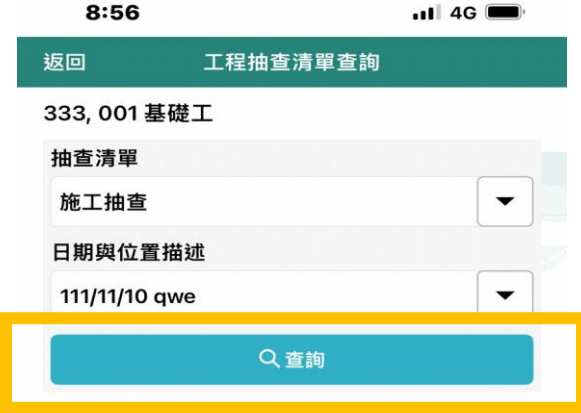 8:56 4G
返回 工程抽查清單查詢
333, 001 基礎工
抽查清單
施工抽查
日期與位置描述
111/11/10 qwe
查詢